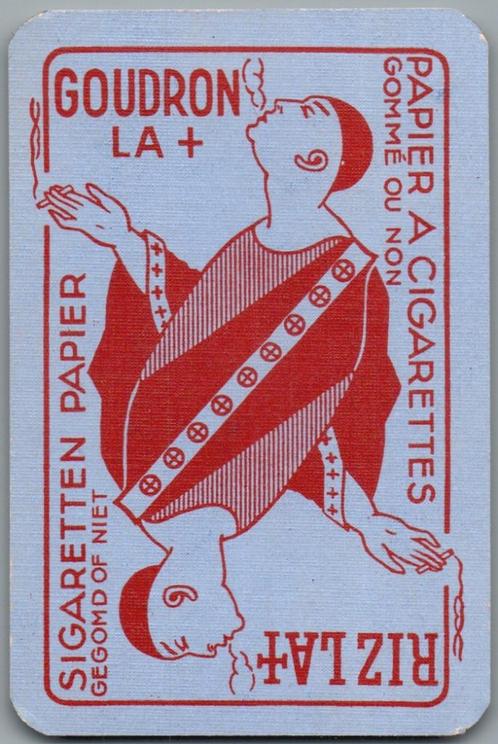 GOUDRON
LA +
PAPIER A CIGARETTES
GOMMÉ OU NON
SIGARETTEN PAPIER
GEGOMD OF NIET
RIZ LA+